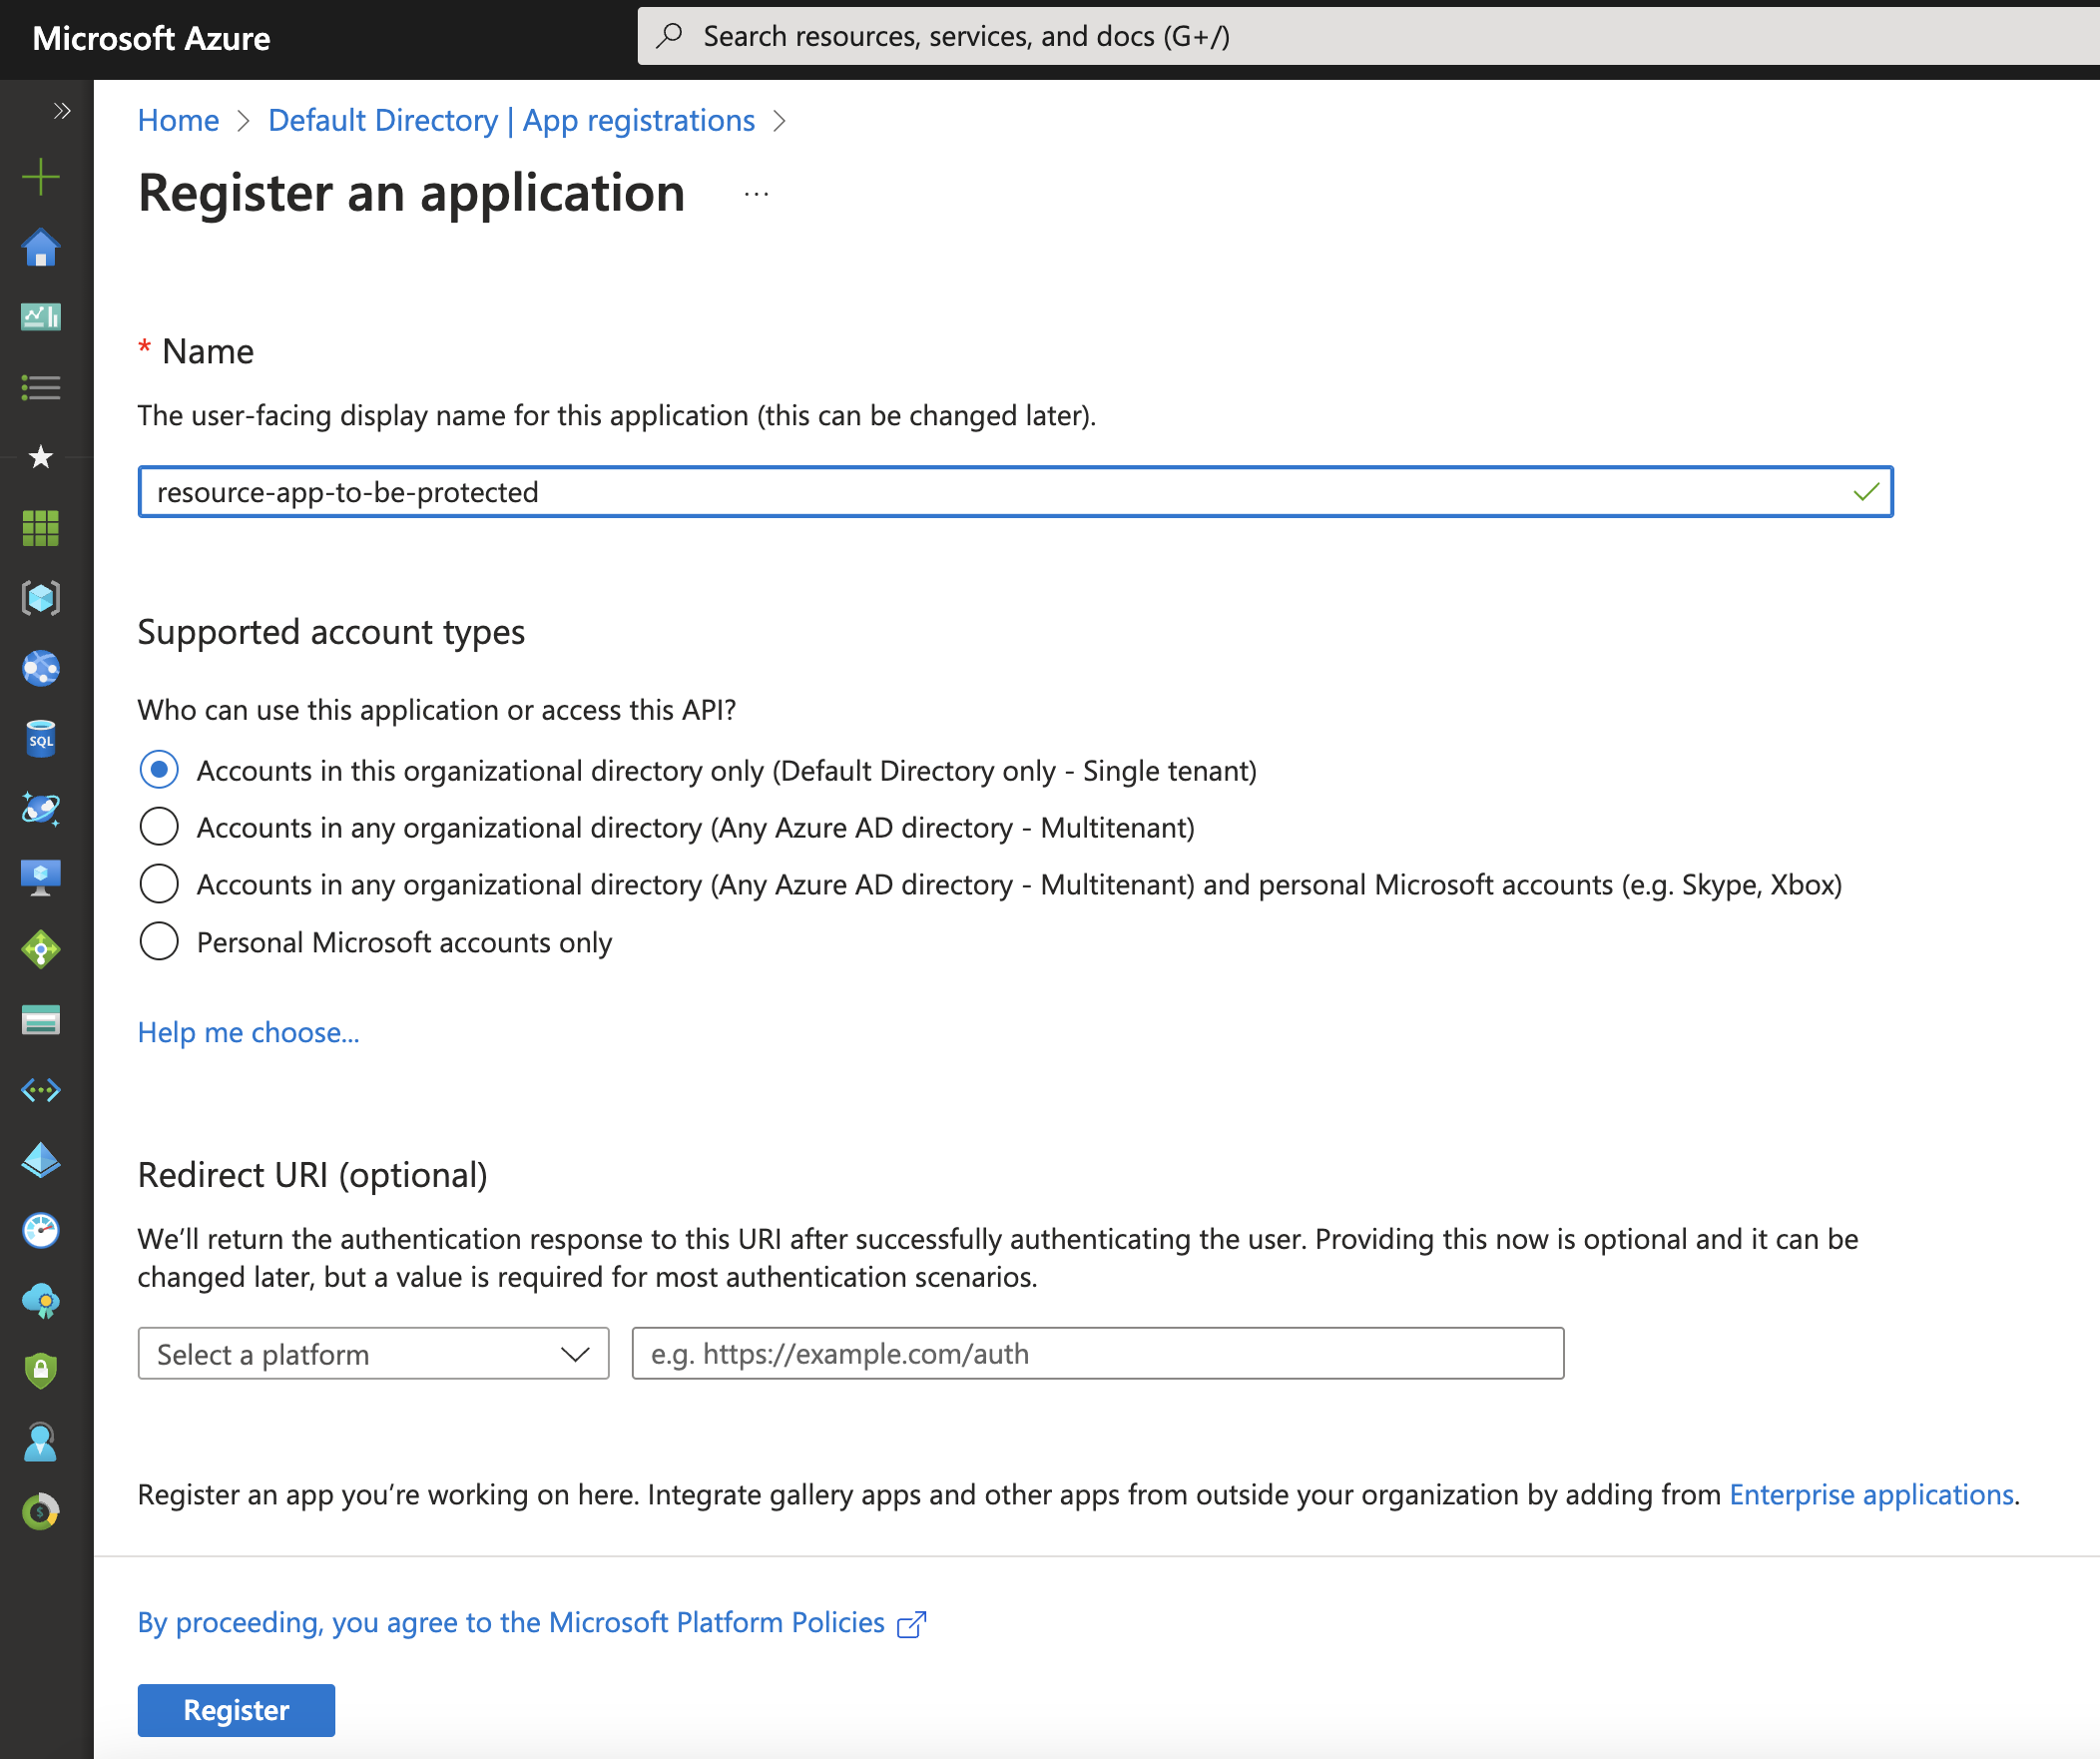 Microsoft Azure
Search resources, services, and docs (G+/)
Home > Default Directory | App registrations >
Register an application ...
* Name
The user-facing display name for this application (this can be changed later).
resource-app-to-be-protected
Supported account types
Who can use this application or access this API?
Accounts in this organizational directory only (Default Directory only - Single tenant)
Accounts in any organizational directory (Any Azure AD directory - Multitenant)
Accounts in any organizational directory (Any Azure AD directory - Multitenant) and personal Microsoft accounts (e.g. Skype, Xbox)
Personal Microsoft accounts only
Help me choose...
Redirect URI (optional)
We’ll return the authentication response to this URI after successfully authenticating the user. Providing this now is optional and it can be
changed later, but a value is required for most authentication scenarios.
Select a platform
e.g. https://example.com/auth
Register an app you’re working on here. Integrate gallery apps and other apps from outside your organization by adding from Enterprise applications.
By proceeding, you agree to the Microsoft Platform Policies
Register
SQL